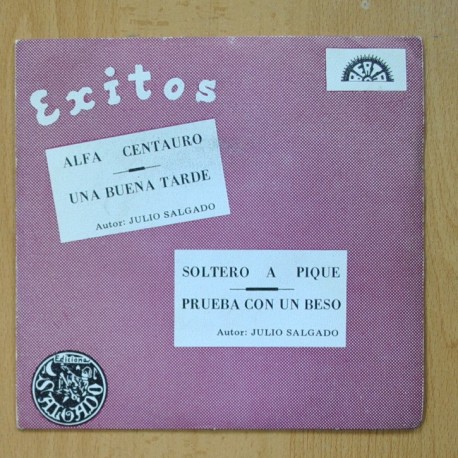 Exitos
ALFA CENTAURO
UNA BUENA TARDE
Autor: JULIO SALGADO
SOLTERO A PIQUE
PRUEBA CON UN BESO
Autor: JULIO SALGADO
SALGADO